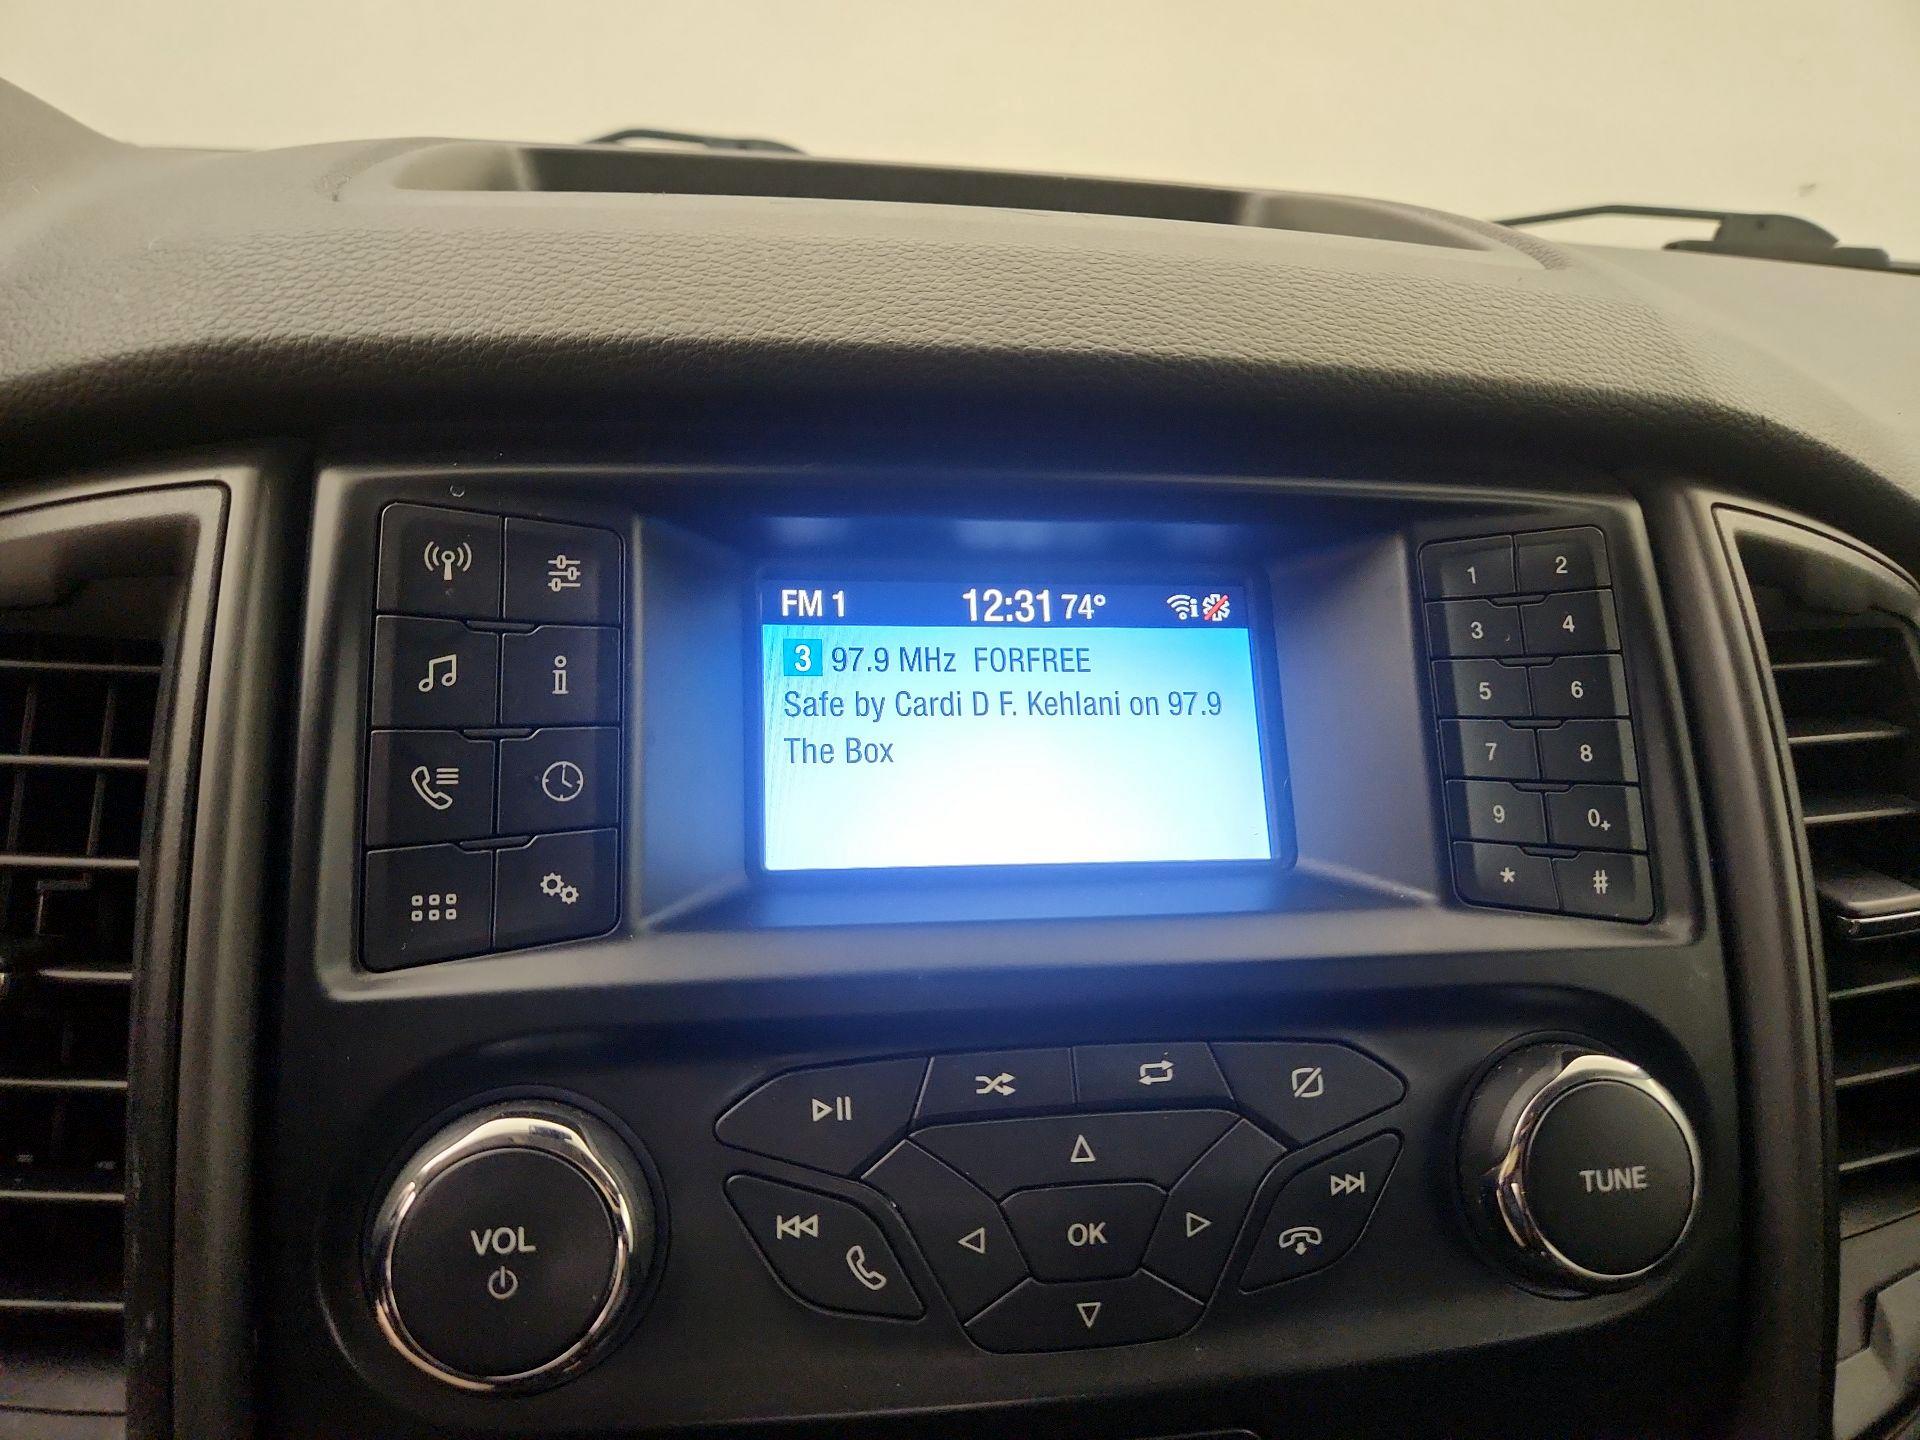 FM 1 12:31 74°
3 97.9 MHz FORFREE
Safe by Cardi D F. Kehlani on 97.9
The Box
1 2
3 4
5 6
7 8
9 0+
* #
VOL
OK
TUNE